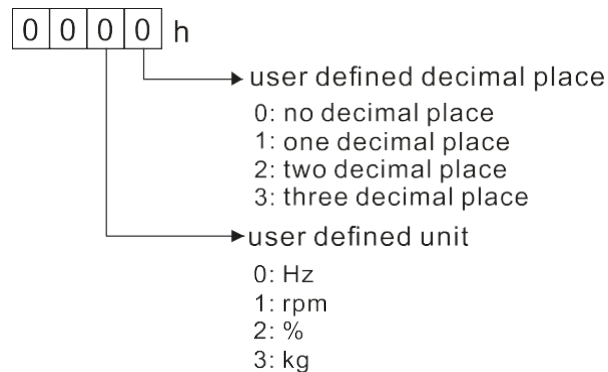 0 0 0 0 h
user defined decimal place
0: no decimal place
1: one decimal place
2: two decimal place
3: three decimal place
user defined unit
0: Hz
1: rpm
2: %
3: kg